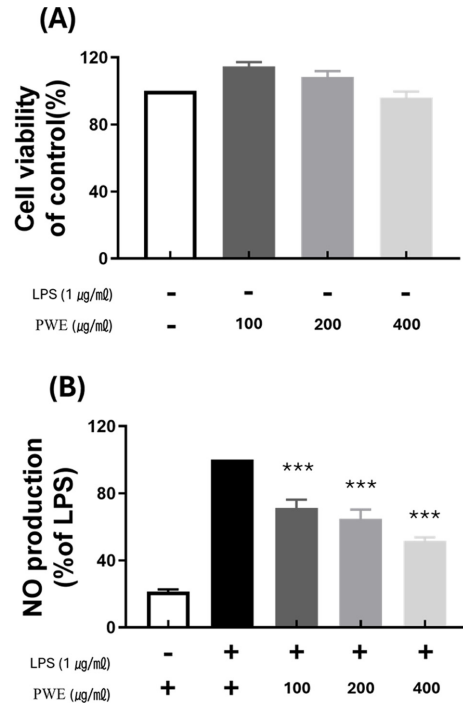 (A)
Cell viability
of control(%)
120
80
40
0
LPS (1 ㎍/㎖) - - - -
PWE (㎍/㎖) - 100 200 400
(B)
NO production
(%of LPS)
120
80
40
0
*** *** ***
LPS (1 ㎍/㎖) - + + + +
PWE (㎍/㎖) + + 100 200 400